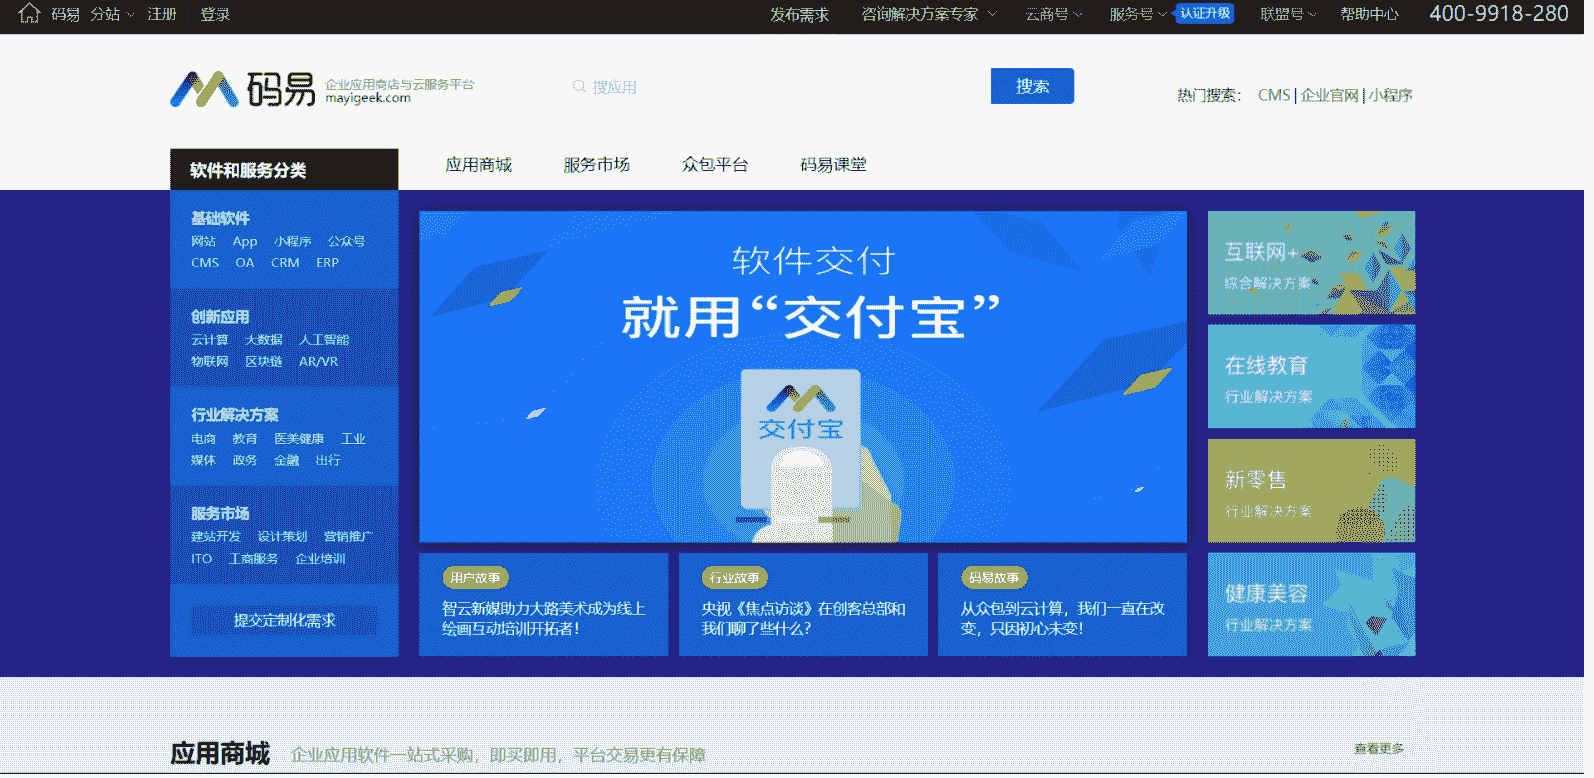 码易 分站 注册 登录 发布需求 咨询解决方案专家 云商号 服务号 认证升级 联盟号 帮助中心 400-9918-280
码易 企业应用商店与云服务平台
mayigeek.com
搜应用 搜索
热门搜索： CMS | 企业官网 | 小程序
软件和服务分类 应用商城 服务市场 众包平台 码易课堂
基础软件
网站 App 小程序 公众号
CMS OA CRM ERP
创新应用
云计算 大数据 人工智能
物联网 区块链 AR/VR
行业解决方案
电商 教育 医美健康 工业
媒体 政务 金融 出行
服务市场
建站开发 设计策划 营销推广
ITO 工商服务 企业培训
提交定制化需求
软件交付
就用“交付宝”
交付宝
互联网+
综合解决方案
在线教育
行业解决方案
新零售
行业解决方案
健康美容
行业解决方案
用户故事
智云新媒助力大路美术成为线上
绘画互动培训开拓者！
行业故事
央视《焦点访谈》在创客总部和
我们聊了些什么？
码易故事
从众包到云计算，我们一直在改
变，只因初心未变！
应用商城 企业应用软件一站式采购，即买即用，平台交易更有保障 查看更多